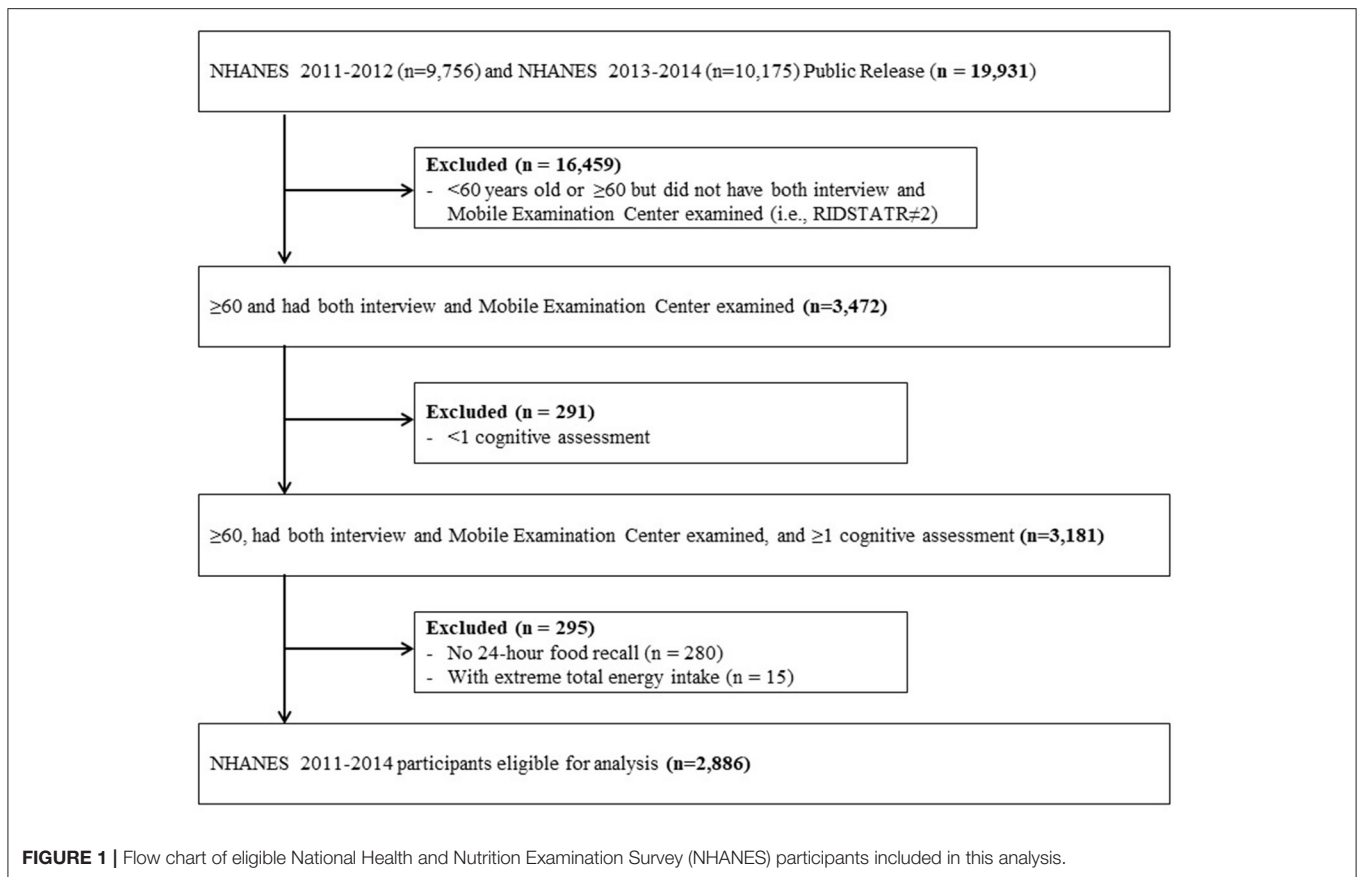 NHANES 2011-2012 (n=9,756) and NHANES 2013-2014 (n=10,175) Public Release (n = 19,931)
Excluded (n = 16,459)
- <60 years old or ≥60 but did not have both interview and
Mobile Examination Center examined (i.e., RIDSTATR≠2)
≥60 and had both interview and Mobile Examination Center examined (n=3,472)
Excluded (n = 291)
- <1 cognitive assessment
≥60, had both interview and Mobile Examination Center examined, and ≥1 cognitive assessment (n=3,181)
Excluded (n = 295)
- No 24-hour food recall (n = 280)
- With extreme total energy intake (n = 15)
NHANES 2011-2014 participants eligible for analysis (n=2,886)
FIGURE 1 | Flow chart of eligible National Health and Nutrition Examination Survey (NHANES) participants included in this analysis.